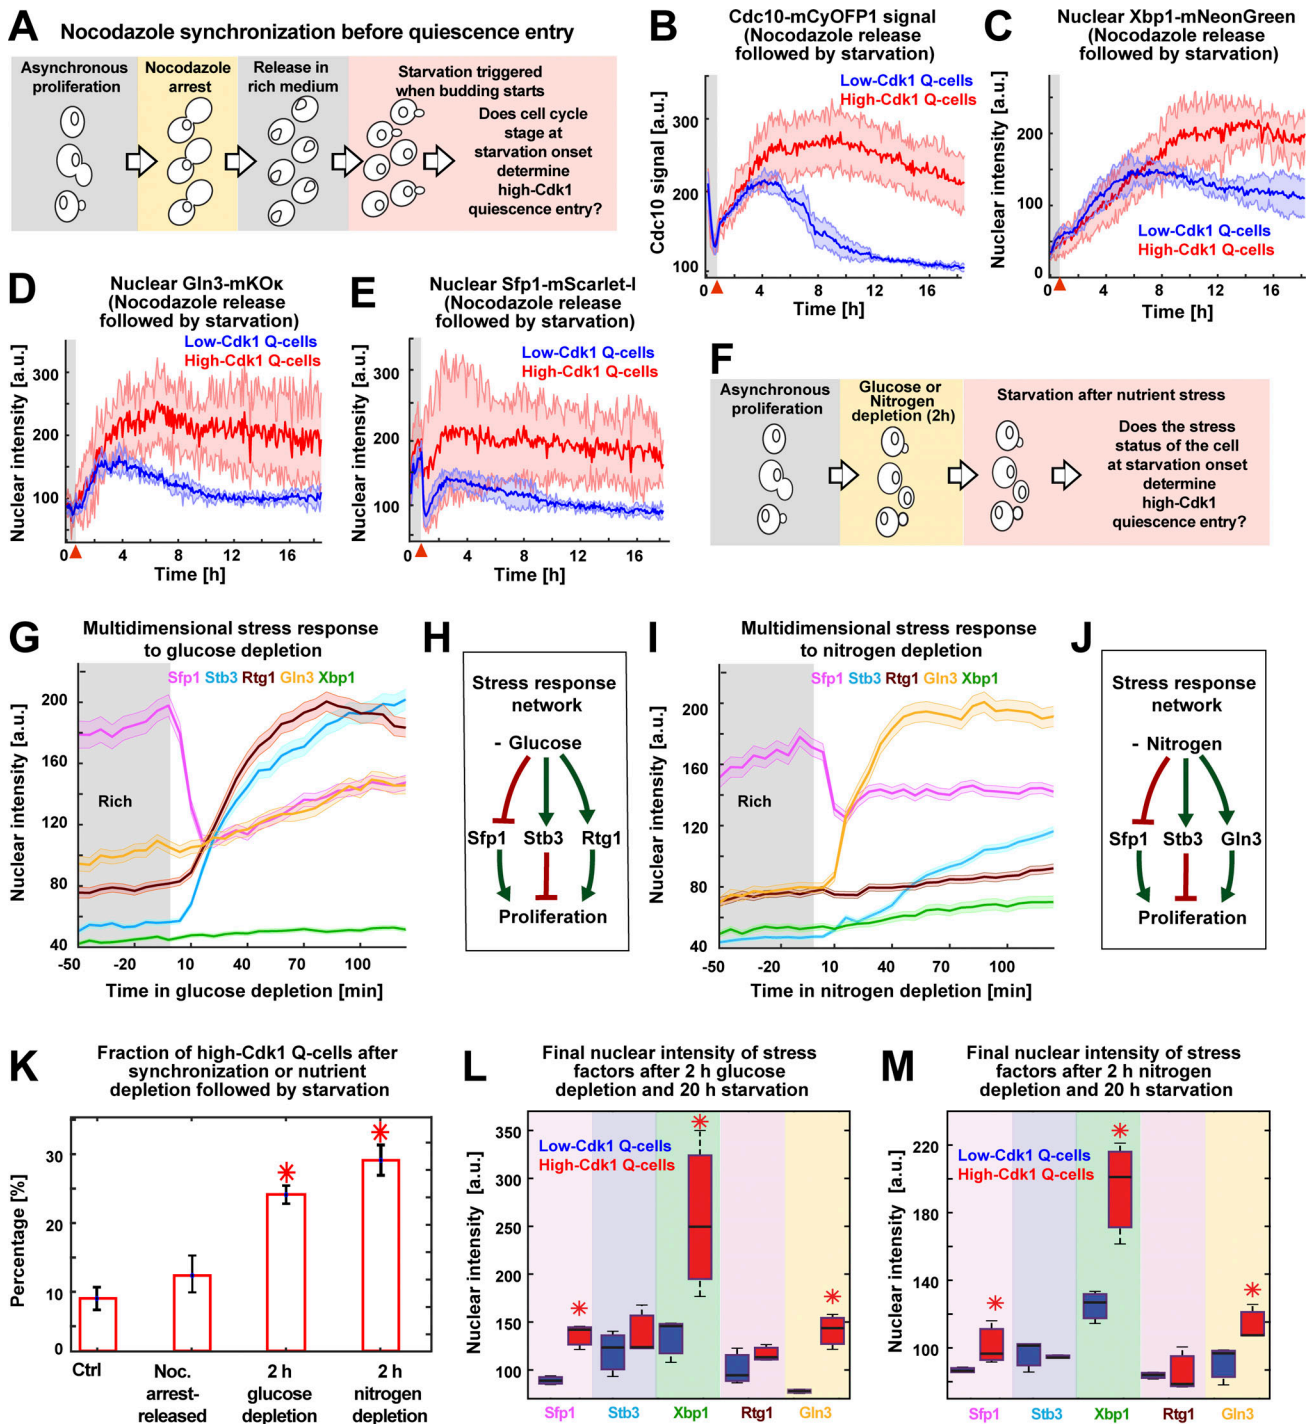 A
Nocodazole synchronization before quiescence entry
Asynchronous
proliferation
Nocodazole
arrest
Release in
rich medium
Starvation triggered
when budding starts
Does cell cycle
stage at
starvation onset
determine
high-Cdk1
quiescence entry?
B
Cdc10-mCyOFP1 signal
(Nocodazole release
followed by starvation)
Low-Cdk1 Q-cells
High-Cdk1 Q-cells
Cdc10 signal [a.u.]
300
200
100
0 4 8 12 16
Time [h]
C
Nuclear Xbp1-mNeonGreen
(Nocodazole release
followed by starvation)
Nuclear intensity [a.u.]
200
100
0
Low-Cdk1 Q-cells
High-Cdk1 Q-cells
0 4 8 12 16
Time [h]
D
Nuclear Gln3-mKOκ
(Nocodazole release
followed by starvation)
Low-Cdk1 Q-cells
High-Cdk1 Q-cells
Nuclear intensity [a.u.]
300
200
100
0 4 8 12 16
Time [h]
E
Nuclear Sfp1-mScarlet-I
(Nocodazole release
followed by starvation)
Low-Cdk1 Q-cells
High-Cdk1 Q-cells
Nuclear intensity [a.u.]
300
200
100
0 4 8 12 16
Time [h]
F
Asynchronous
proliferation
Glucose or
Nitrogen
depletion (2h)
Starvation after nutrient stress
Does the stress
status of the cell
at starvation onset
determine
high-Cdk1
quiescence entry?
G
Multidimensional stress response
to glucose depletion
Sfp1 Stb3 Rtg1 Gln3 Xbp1
Nuclear intensity [a.u.]
200
160
120
80
40
Rich
-50 -20 10 40 70 100
Time in glucose depletion [min]
H
Stress response
network
- Glucose
Sfp1 Stb3 Rtg1
Proliferation
I
Multidimensional stress response
to nitrogen depletion
Sfp1 Stb3 Rtg1 Gln3 Xbp1
Nuclear intensity [a.u.]
200
160
120
80
40
Rich
-50 -20 10 40 70 100
Time in nitrogen depletion [min]
J
Stress response
network
- Nitrogen
Sfp1 Stb3 Gln3
Proliferation
K
Fraction of high-Cdk1 Q-cells after
synchronization or nutrient
depletion followed by starvation
Percentage [%]
30
20
10
0
Ctrl
Noc.
arrest-
released
2 h
glucose
depletion
2 h
nitrogen
depletion
L
Final nuclear intensity of stress
factors after 2 h glucose
depletion and 20 h starvation
Low-Cdk1 Q-cells
High-Cdk1 Q-cells
Nuclear intensity [a.u.]
350
300
250
200
150
100
Sfp1 Stb3 Xbp1 Rtg1 Gln3
M
Final nuclear intensity of stress
factors after 2 h nitrogen
depletion and 20 h starvation
Low-Cdk1 Q-cells
High-Cdk1 Q-cells
Nuclear intensity [a.u.]
220
180
140
100
Sfp1 Stb3 Xbp1 Rtg1 Gln3